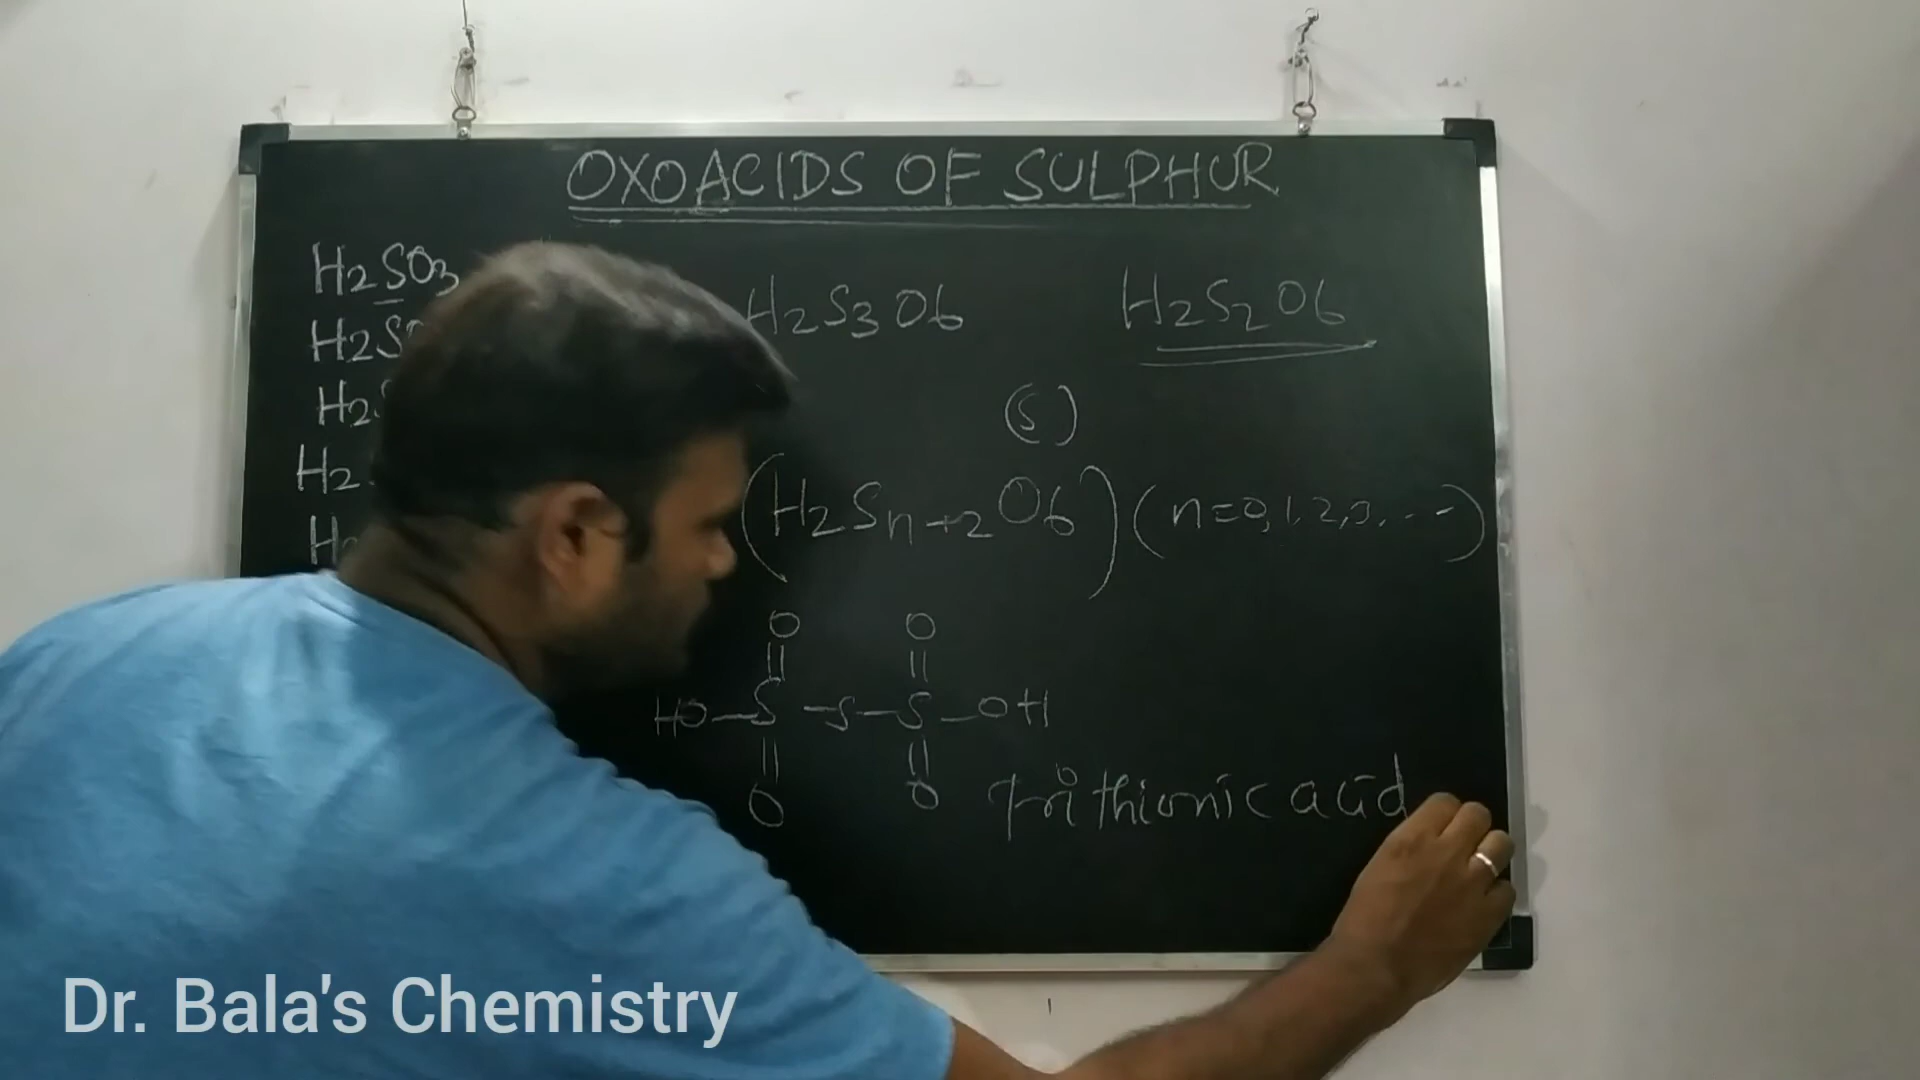 OXOACIDS OF SULPHUR
H2SO3
H2S
H2S
H2
H2
H2S3O6
H2S2O6
(S)
(H2Sn+2O6) (n=0,1,2,3,...-)
O O
|| ||
HO-S-S-S-OH
|| ||
O O
Trithionic acid
Dr. Bala's Chemistry